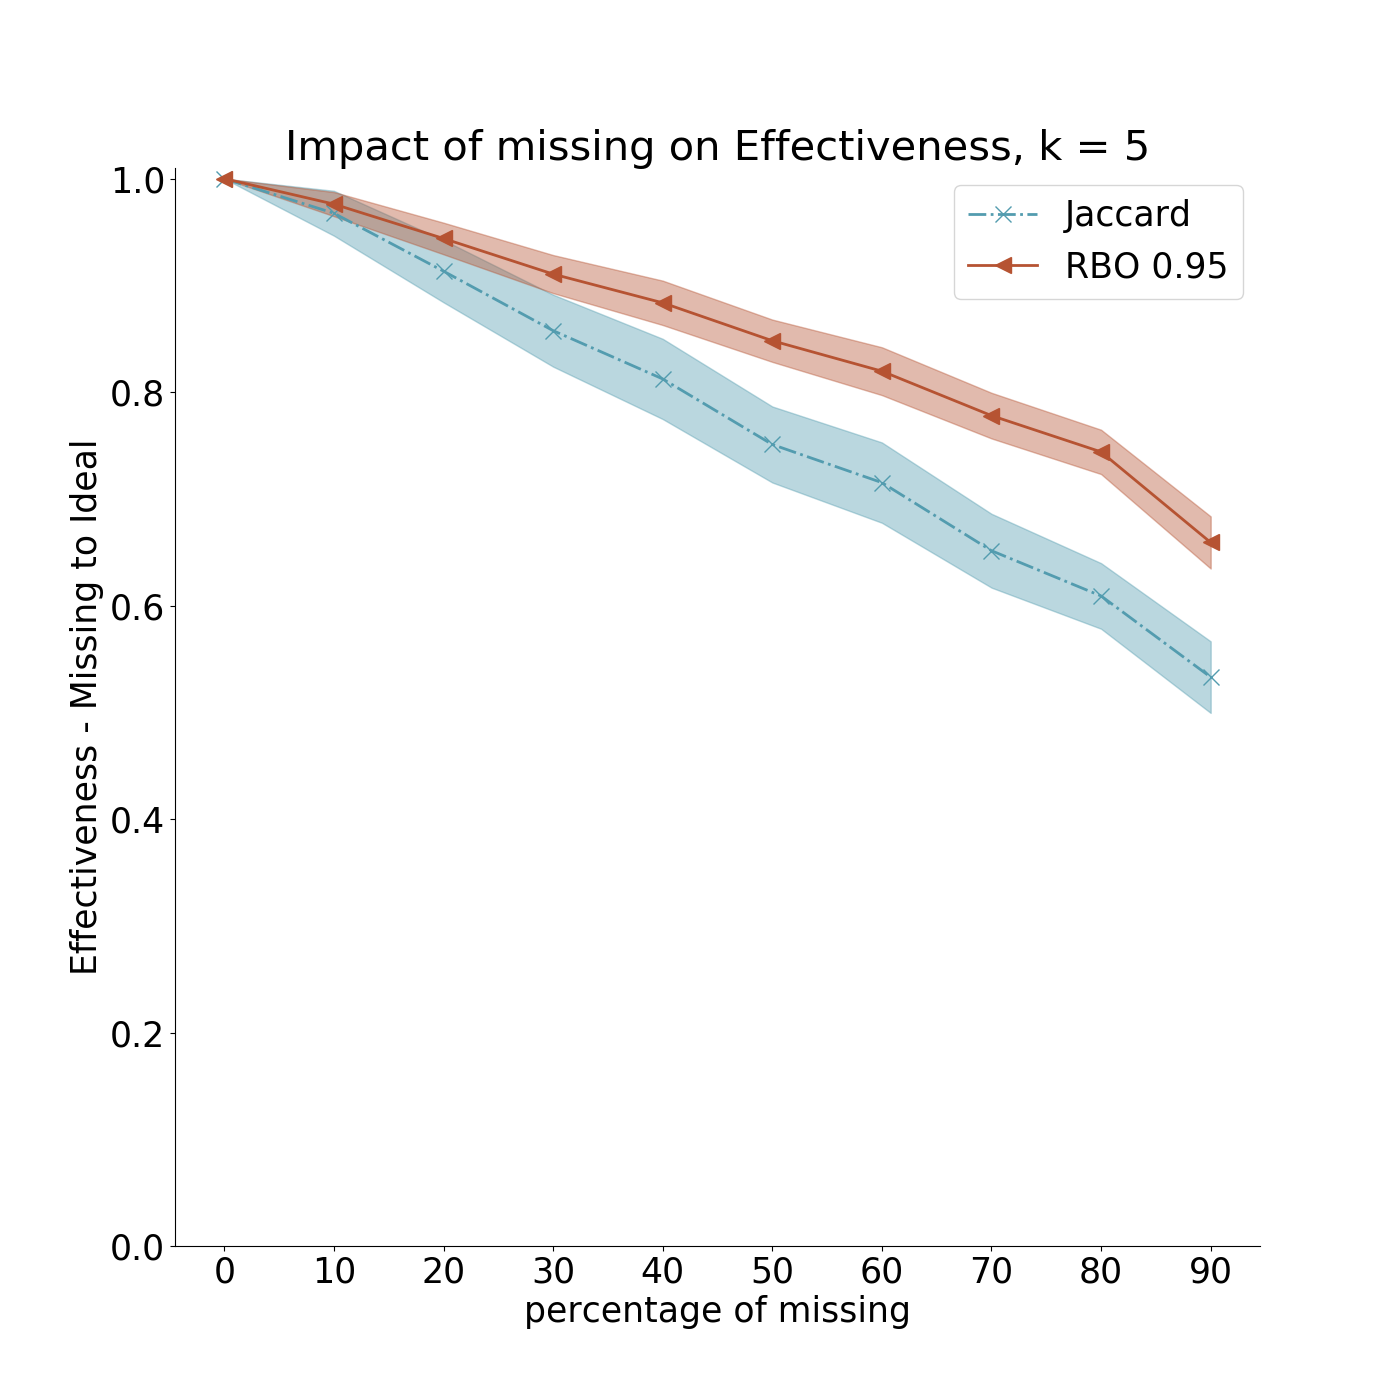 Impact of missing on Effectiveness, k = 5
Jaccard
RBO 0.95
Effectiveness - Missing to Ideal
1.0
0.8
0.6
0.4
0.2
0.0
0 10 20 30 40 50 60 70 80 90
percentage of missing